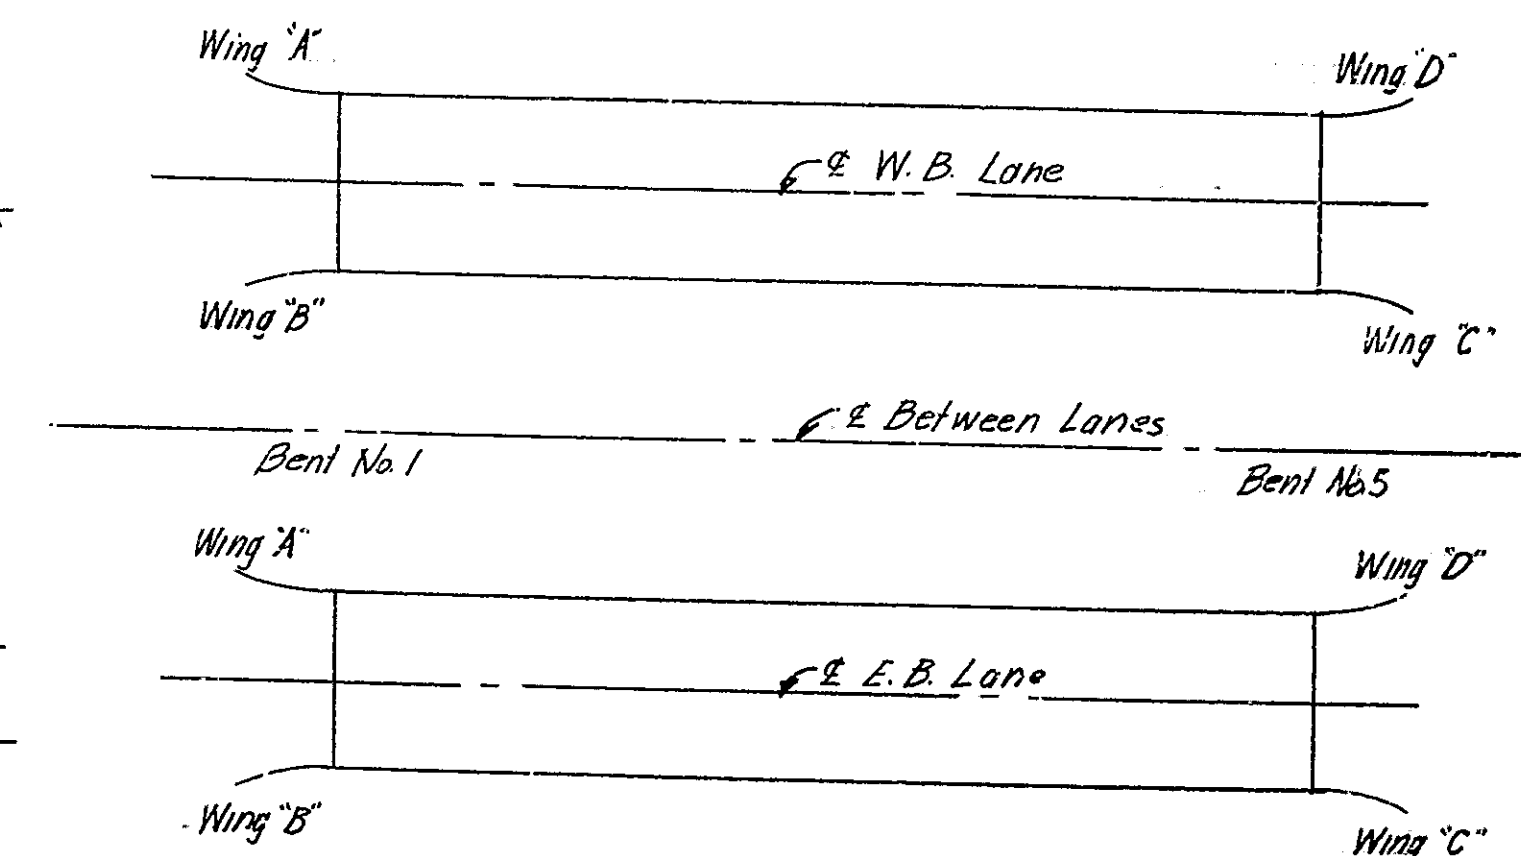 Wing "A"
Wing "D"
℄ W. B. Lane
Wing "B"
Wing "C"
℄ Between Lanes
Bent No. 1
Bent No. 5
Wing "A"
Wing "D"
℄ E. B. Lane
Wing "B"
Wing "C"